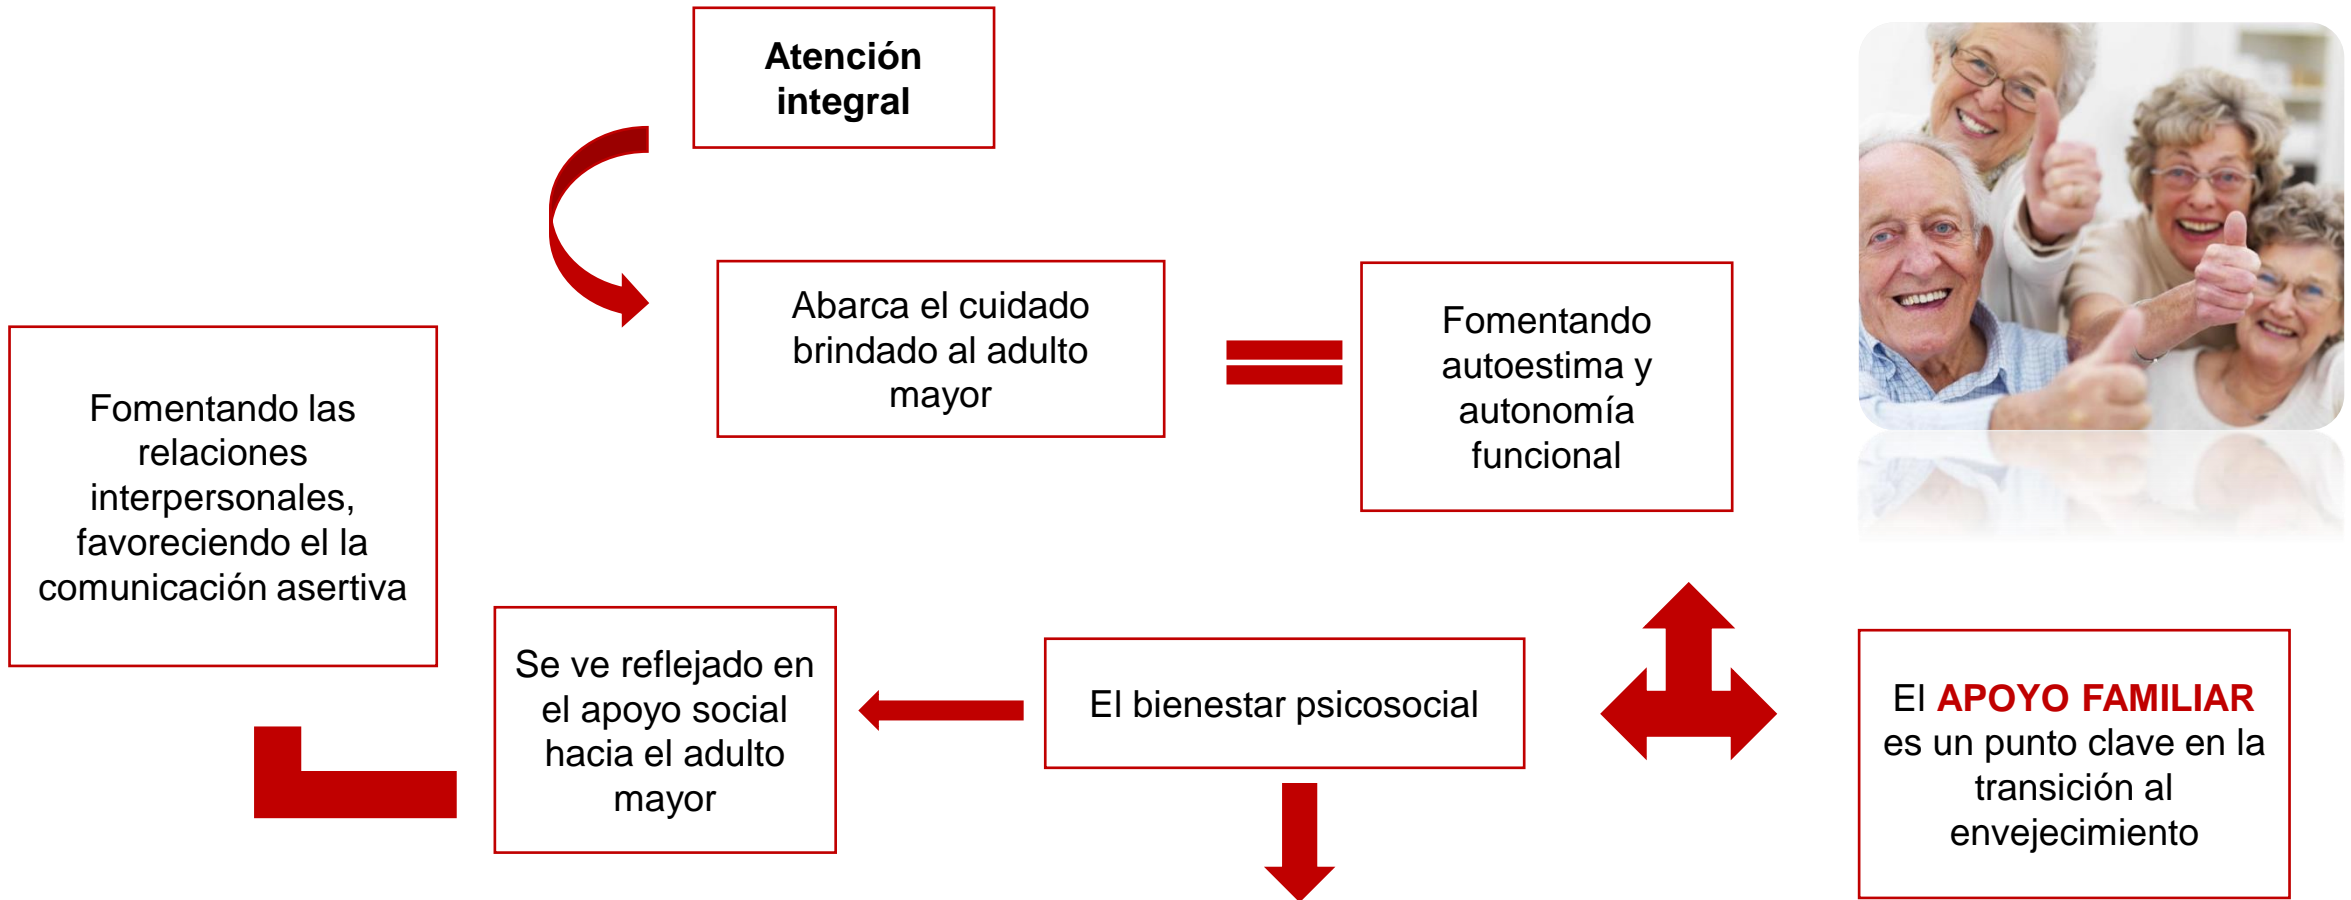 Atención
integral
Abarca el cuidado
brindado al adulto
mayor
Fomentando
autoestima y
autonomía
funcional
Fomentando las
relaciones
interpersonales,
favoreciendo el la
comunicación asertiva
Se ve reflejado en
el apoyo social
hacia el adulto
mayor
El bienestar psicosocial
El APOYO FAMILIAR
es un punto clave en la
transición al
envejecimiento